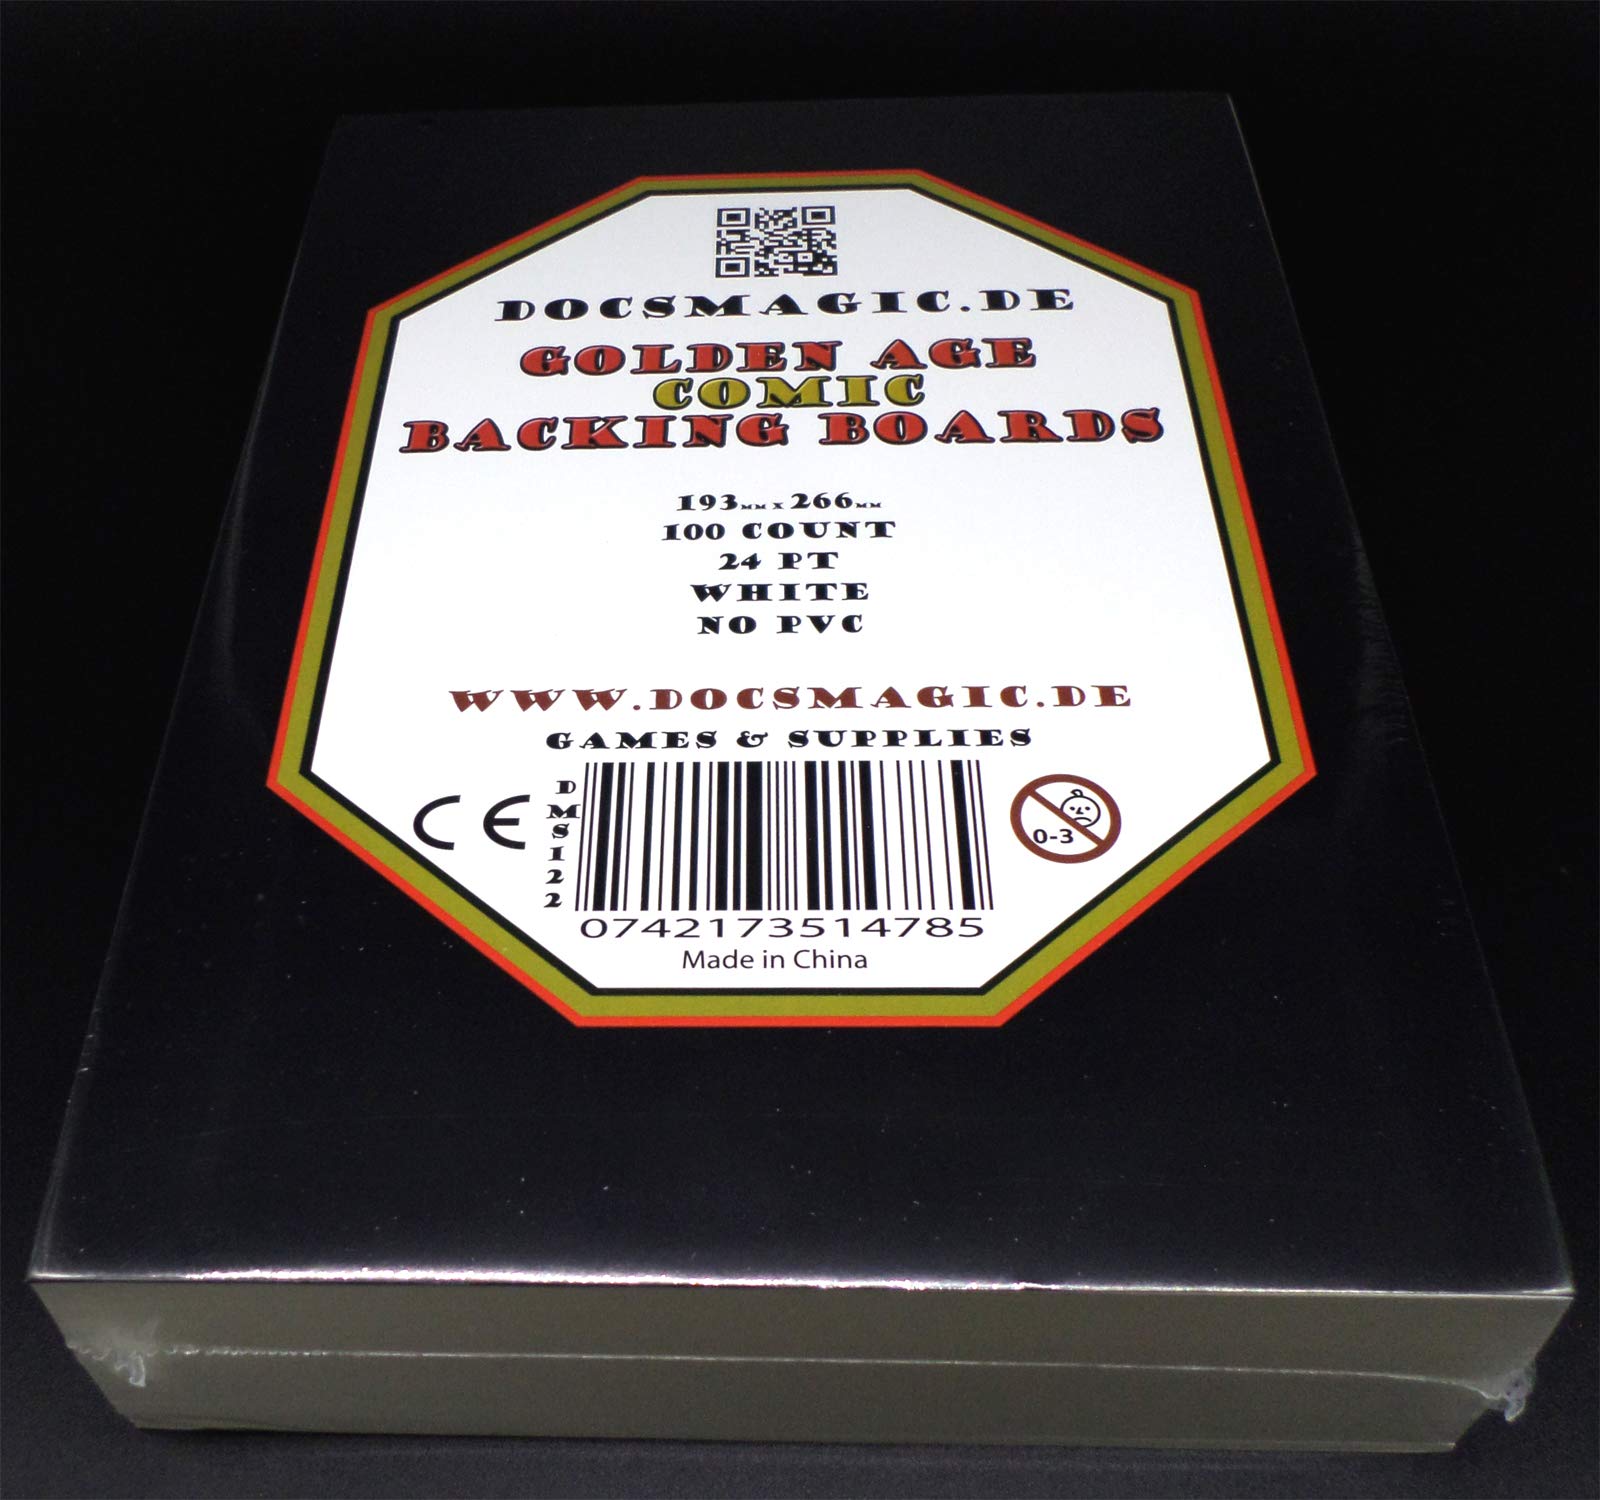 DOCSMAGIC.DE
GOLDEN AGE
COMIC
BACKING BOARDS
193MM X 266MM
100 COUNT
24 PT
WHITE
NO PVC
WWW.DOCSMAGIC.DE
GAMES & SUPPLIES
CE
DMS122
0-3
0742173514785
Made in China